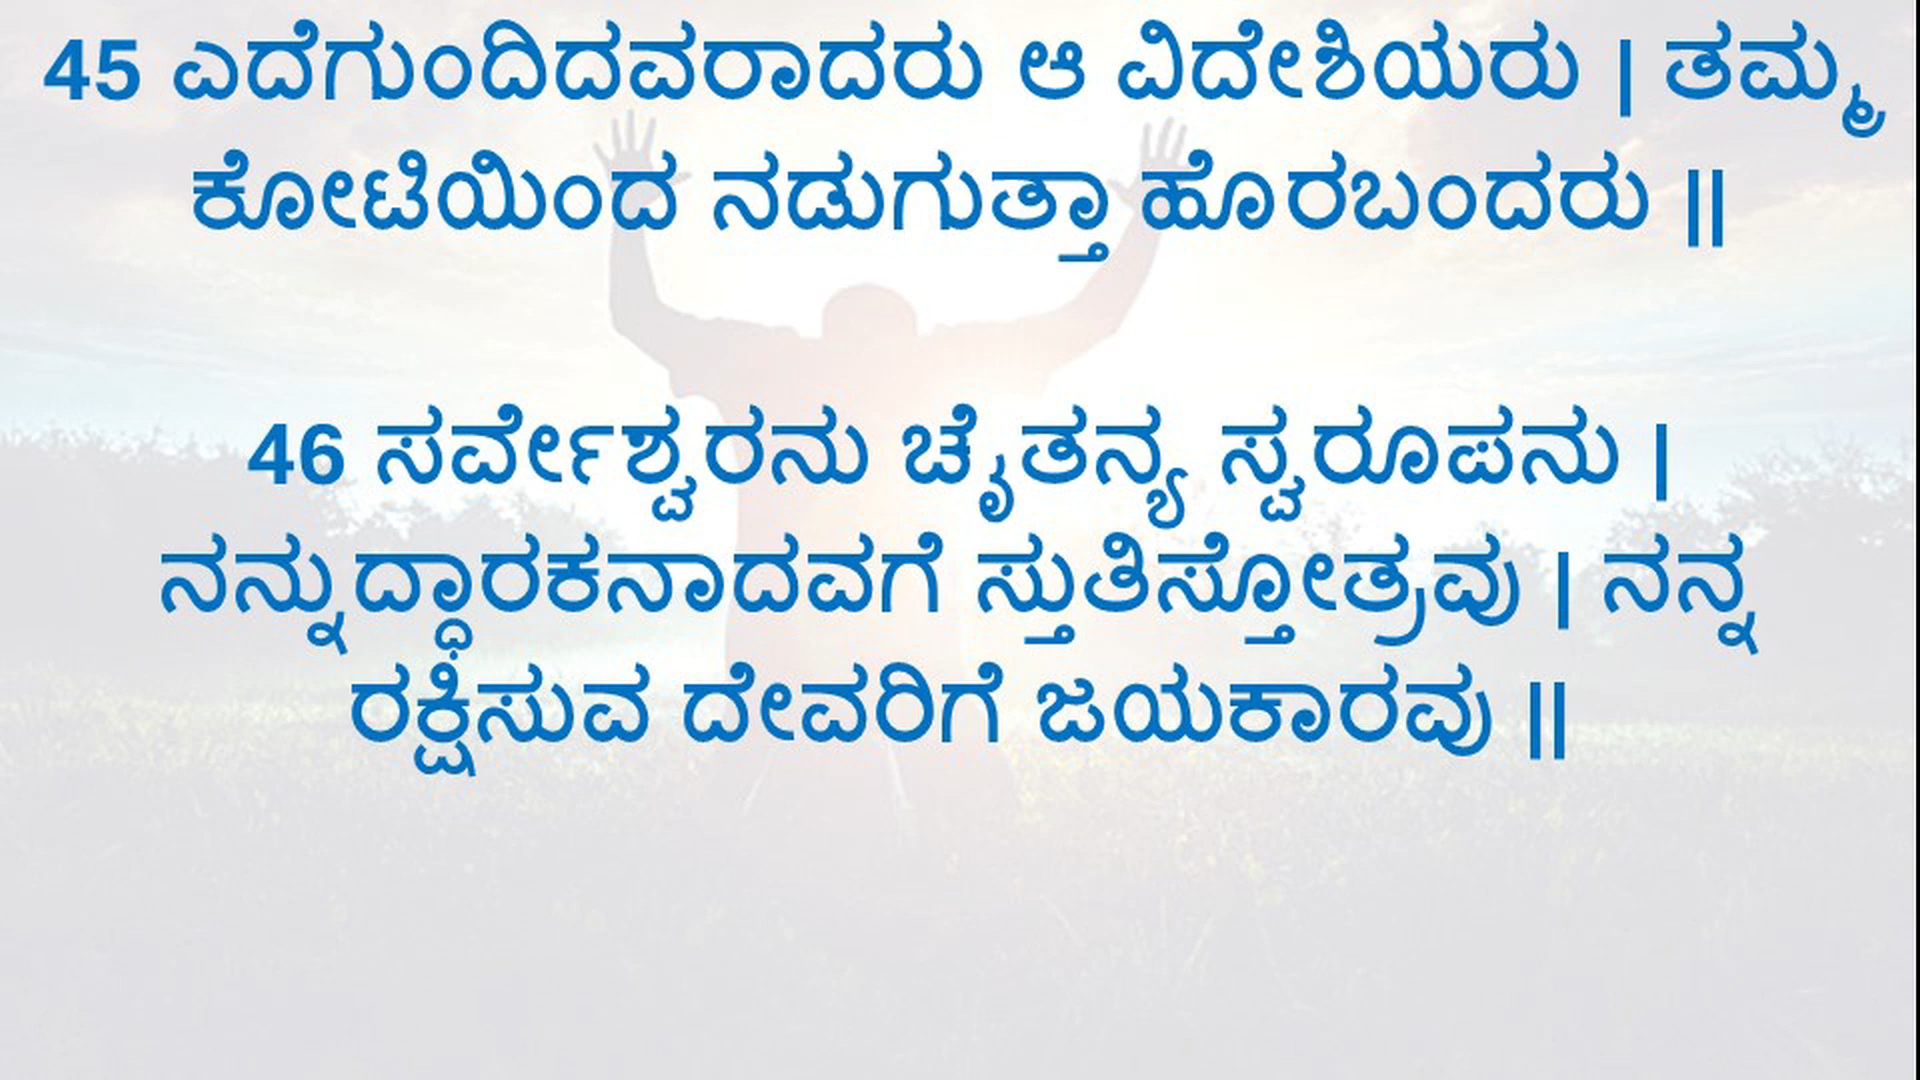 45 ಎದೆಗುಂದಿದವರಾದರು ಆ ವಿದೇಶಿಯರು | ತಮ್ಮ
ಕೋಟಿಯಿಂದ ನಡುಗುತ್ತಾ ಹೊರಬಂದರು ||
46 ಸರ್ವೇಶ್ವರನು ಚೈತನ್ಯ ಸ್ವರೂಪನು |
ನನ್ನುದ್ಧಾರಕನಾದವಗೆ ಸ್ತುತಿಸ್ತೋತ್ರವು | ನನ್ನ
ರಕ್ಷಿಸುವ ದೇವರಿಗೆ ಜಯಕಾರವು ||